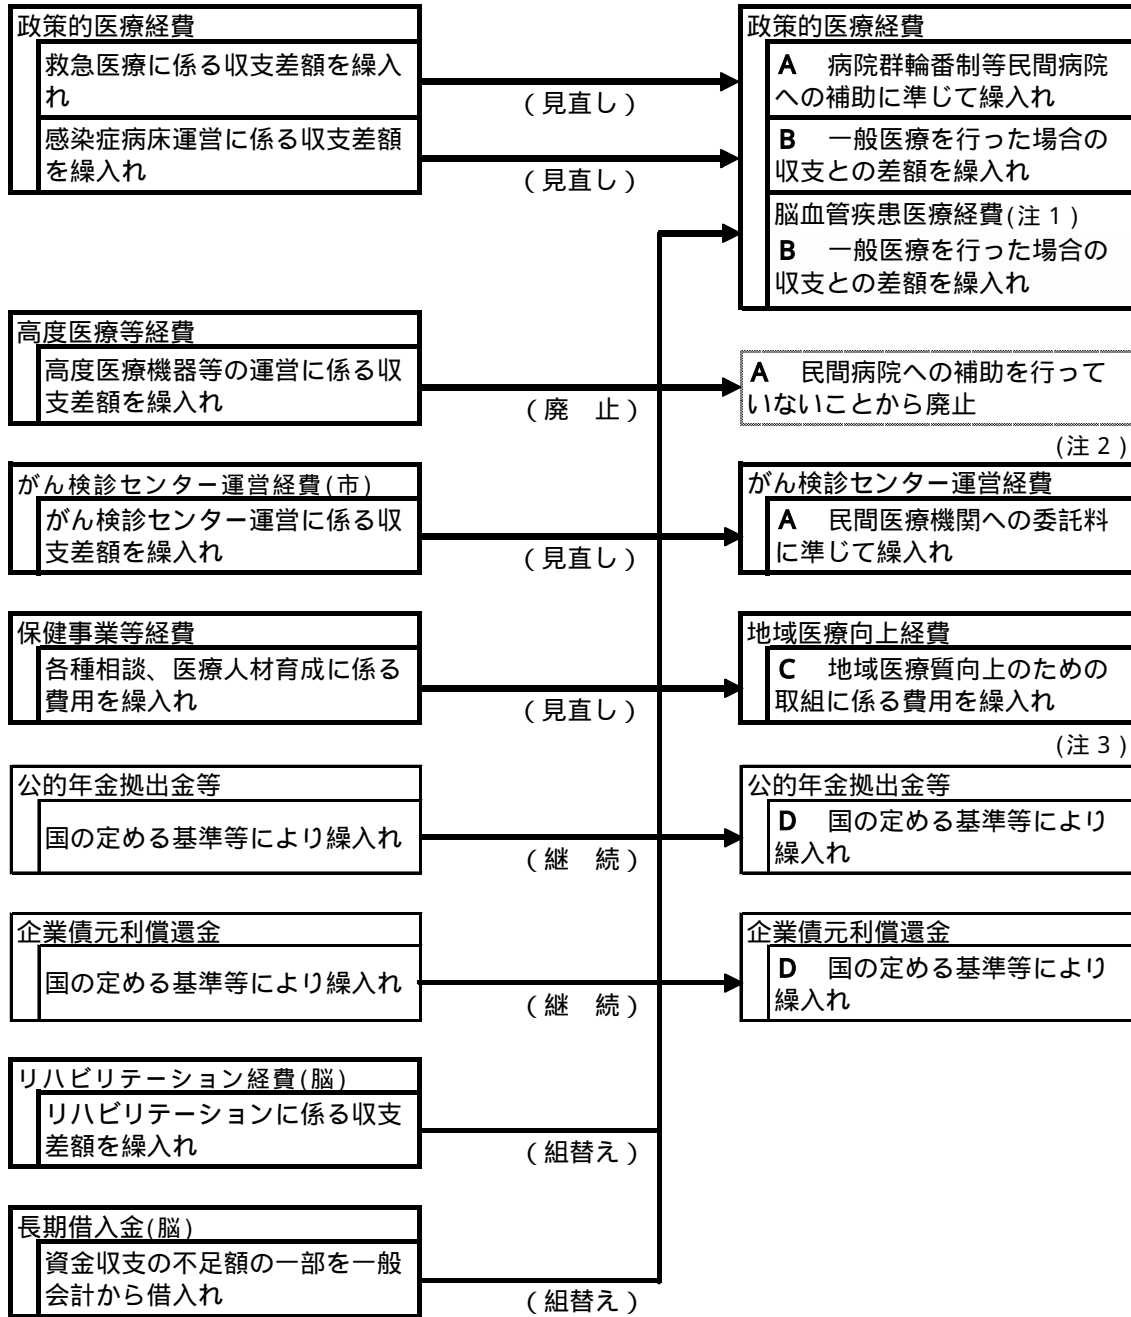 政策的医療経費
救急医療に係る収支差額を繰入
れ
感染症病床運営に係る収支差額
を繰入れ
(見直し)
(見直し)
政策的医療経費
A 病院群輪番制等民間病院
への補助に準じて繰入れ
B 一般医療を行った場合の
収支との差額を繰入れ
脳血管疾患医療経費(注1)
B 一般医療を行った場合の
収支との差額を繰入れ
高度医療等経費
高度医療機器等の運営に係る収
支差額を繰入れ
(廃 止)
A 民間病院への補助を行って
いないことから廃止
(注2)
がん検診センター運営経費(市)
がん検診センター運営に係る収
支差額を繰入れ
(見直し)
がん検診センター運営経費
A 民間医療機関への委託料
に準じて繰入れ
保健事業等経費
各種相談、医療人材育成に係る
費用を繰入れ
(見直し)
地域医療向上経費
C 地域医療質向上のための
取組に係る費用を繰入れ
(注3)
公的年金拠出金等
国の定める基準等により繰入れ
(継 続)
公的年金拠出金等
D 国の定める基準等により
繰入れ
企業債元利償還金
国の定める基準等により繰入れ
(継 続)
企業債元利償還金
D 国の定める基準等により
繰入れ
リハビリテーション経費(脳)
リハビリテーションに係る収支
差額を繰入れ
(組替え)
長期借入金(脳)
資金収支の不足額の一部を一般
会計から借入れ
(組替え)